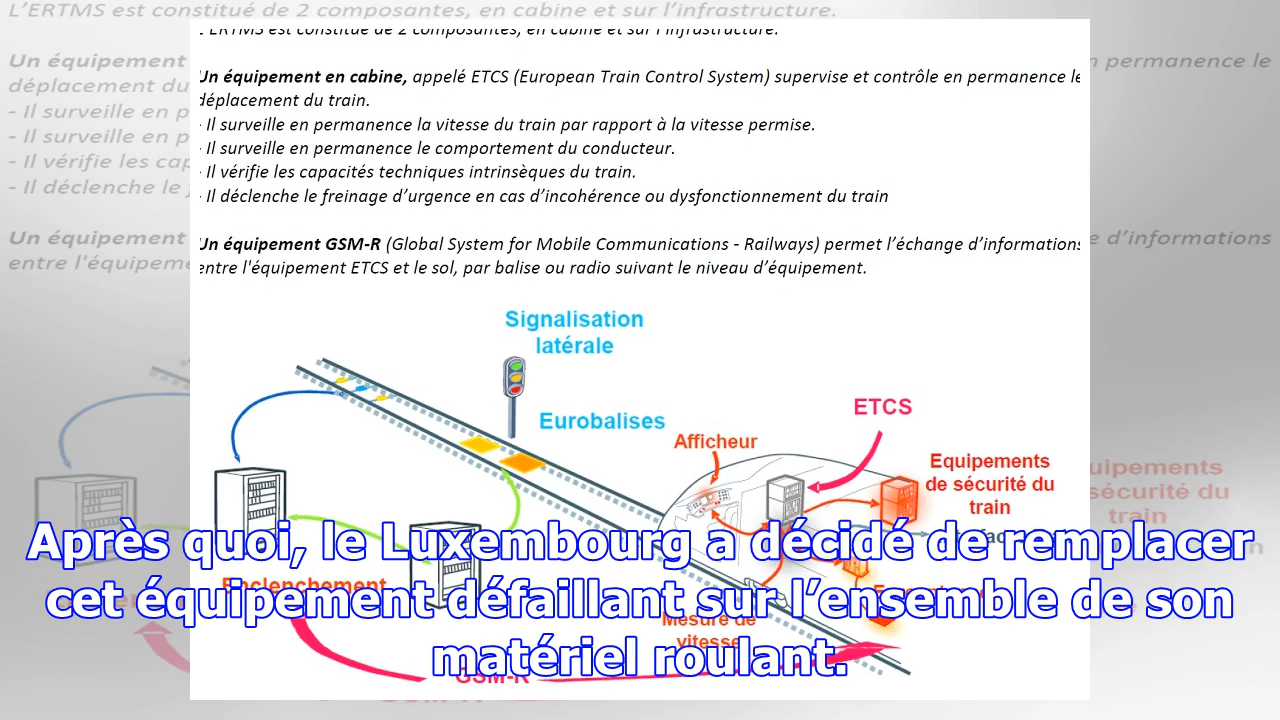 L'ERTMS est constitué de 2 composantes, en cabine et sur l'infrastructure.
Un équipement en cabine, appelé ETCS (European Train Control System) supervise et contrôle en permanence le
déplacement du train.
- Il surveille en permanence la vitesse du train par rapport à la vitesse permise.
- Il surveille en permanence le comportement du conducteur.
- Il vérifie les capacités techniques intrinsèques du train.
- Il déclenche le freinage d'urgence en cas d'incohérence ou dysfonctionnement du train
Un équipement GSM-R (Global System for Mobile Communications - Railways) permet l'échange d'informations
entre l'équipement ETCS et le sol, par balise ou radio suivant le niveau d'équipement.
Signalisation
latérale
Eurobalises
ETCS
Afficheur
Equipements
de sécurité du
train
Enclenchement
Mesure de
vitesse
GSM-R
Après quoi, le Luxembourg a décidé de remplacer
cet équipement défaillant sur l'ensemble de son
matériel roulant.